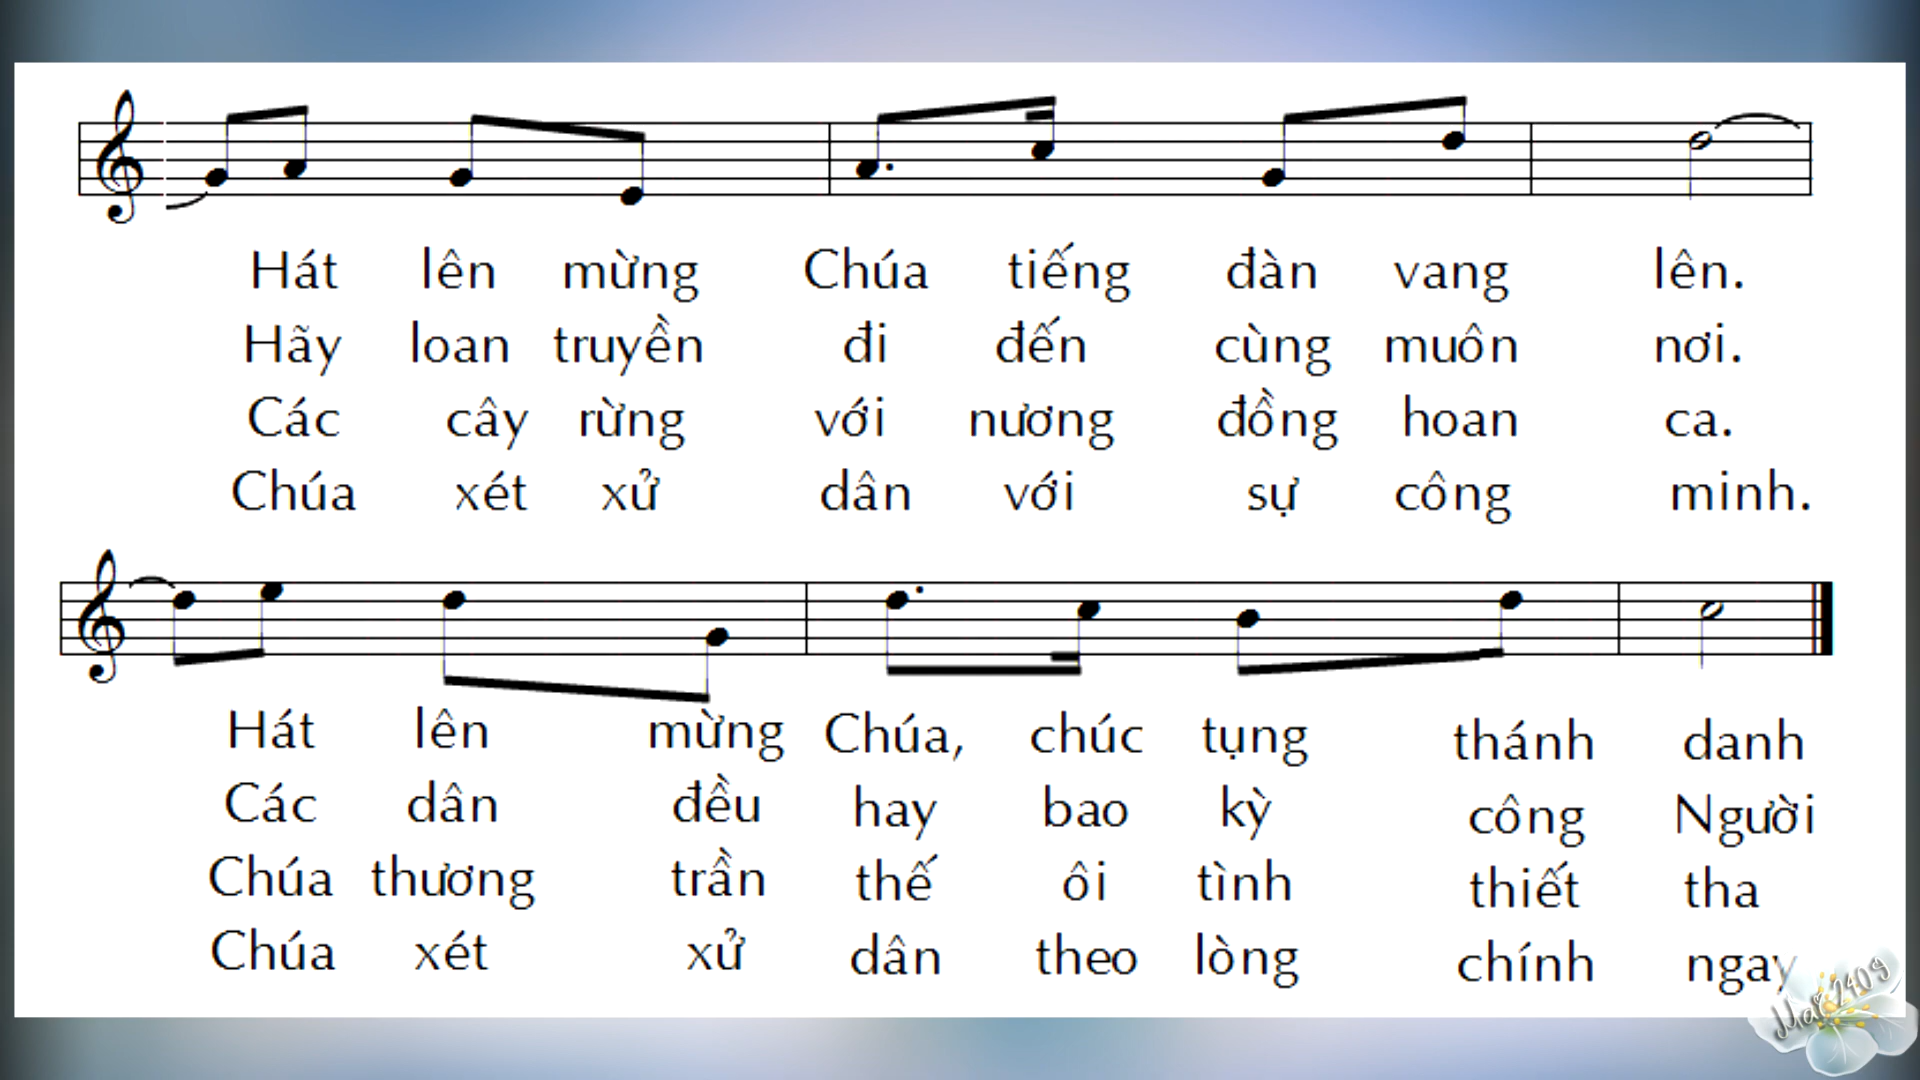 Hát lên mừng Chúa tiếng đàn vang lên.
Hãy loan truyền đi đến cùng muôn nơi.
Các cây rừng với nương đồng hoan ca.
Chúa xét xử dân với sự công minh.
Hát lên mừng Chúa, chúc tụng thánh danh
Các dân đều hay bao kỳ công Người
Chúa thương trần thế ôi tình thiết tha
Chúa xét xử dân theo lòng chính ngay